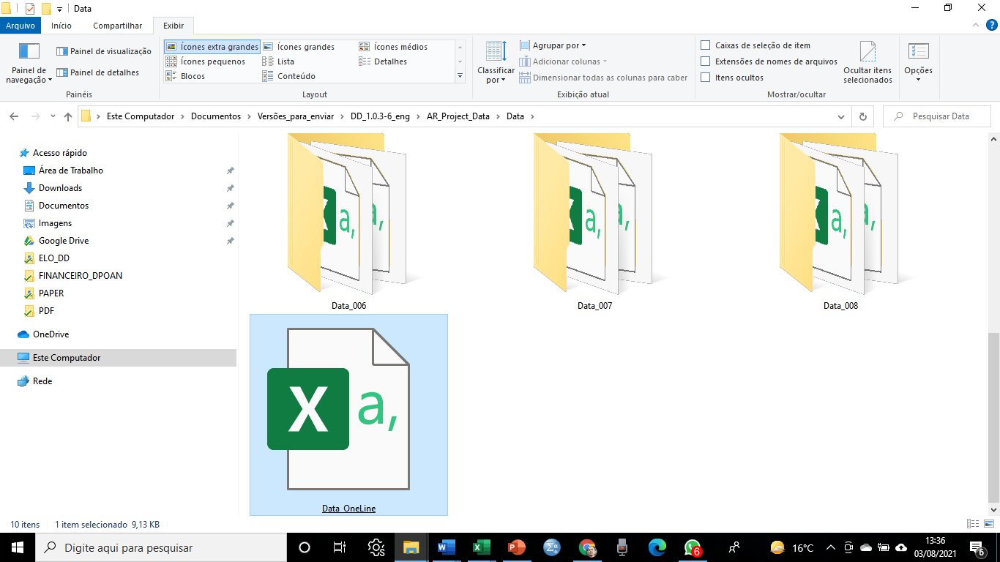 Data
Arquivo Início Compartilhar Exibir
Painel de navegação
Painel de visualização
Painel de detalhes
Painéis
Ícones extra grandes Ícones grandes Ícones médios
Ícones pequenos Lista Detalhes
Blocos Conteúdo
Layout
Classificar por
Agrupar por
Adicionar colunas
Dimensionar todas as colunas para caber
Exibição atual
Caixas de seleção de item
Extensões de nomes de arquivos
Itens ocultos
Ocultar itens selecionados
Mostrar/ocultar
Opções
Este Computador Documentos Versões_para_enviar DD_1.0.3-6_eng AR_Project_Data Data
Pesquisar Data
Acesso rápido
Área de Trabalho
Downloads
Documentos
Imagens
Google Drive
ELO_DD
FINANCEIRO_DPOAN
PAPER
PDF
OneDrive
Este Computador
Rede
X a, a,
X a, a,
X a, a,
Data_006 Data_007 Data_008
X a,
Data_OneLine
10 itens 1 item selecionado 9,13 KB
Digite aqui para pesquisar
W X P Σ 6
16°C
13:36
03/08/2021
6